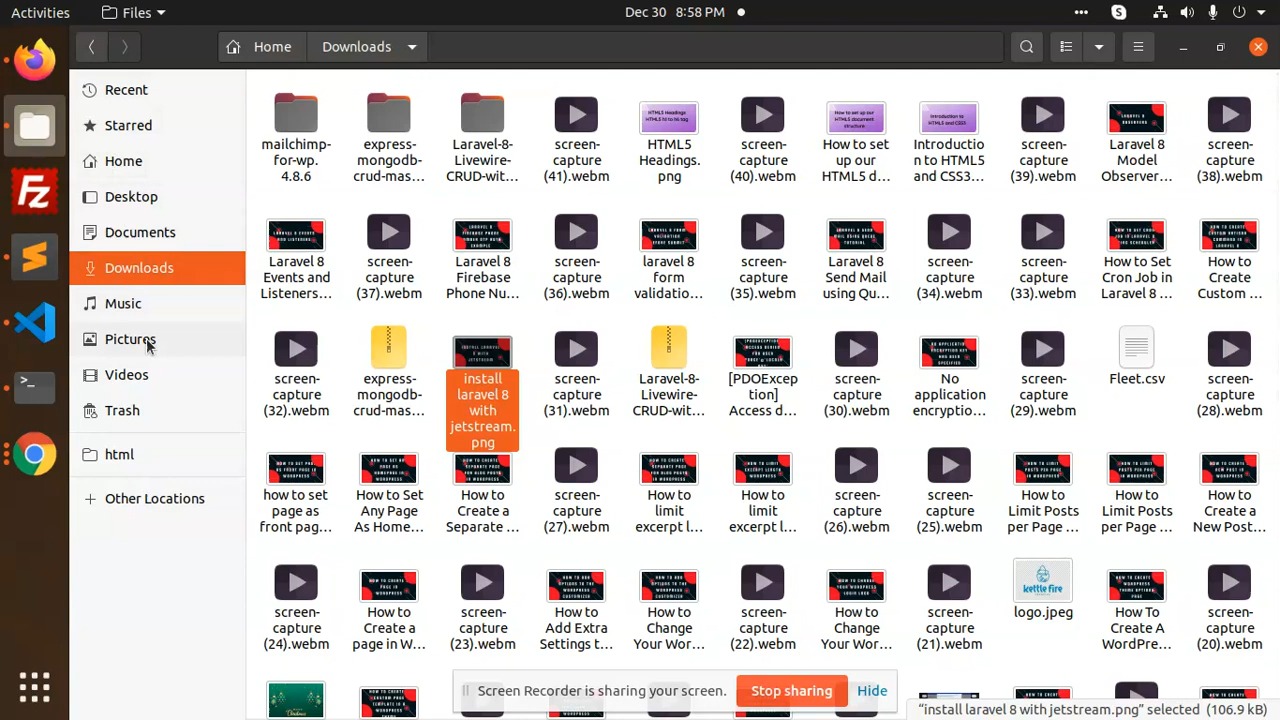 Activities
Files
Dec 30 8:58 PM
Home
Downloads
Recent
Starred
Home
Desktop
Documents
Downloads
Music
Pictures
Videos
Trash
html
Other Locations
mailchimp-
for-wp.
4.8.6
express-
mongodb-
crud-mas...
Laravel-8-
Livewire-
CRUD-wit...
screen-
capture
(41).webm
HTML5
Headings.
png
screen-
capture
(40).webm
How to set
up our
HTML5 d...
Introduction
n to HTML5
and CSS3...
screen-
capture
(39).webm
Laravel 8
Model
Observer...
screen-
capture
(38).webm
Laravel 8
Events and
Listeners...
screen-
capture
(37).webm
Laravel 8
Firebase
Phone Nu...
screen-
capture
(36).webm
laravel 8
form
validatio...
screen-
capture
(35).webm
Laravel 8
Send Mail
using Qu...
screen-
capture
(34).webm
screen-
capture
(33).webm
How to Set
Cron Job in
Laravel 8 ...
How to
Create
Custom ...
screen-
capture
(32).webm
express-
mongodb-
crud-mas...
install
laravel 8
with
jetstream.
png
screen-
capture
(31).webm
Laravel-8-
Livewire-
CRUD-wit...
[PDOExcep
tion]
Access d...
screen-
capture
(30).webm
No
application
encryptio...
screen-
capture
(29).webm
Fleet.csv
screen-
capture
(28).webm
how to set
page as
front pag...
How to Set
Any Page
As Home...
How to
Create a
Separate ...
screen-
capture
(27).webm
How to
limit
excerpt l...
How to
limit
excerpt l...
screen-
capture
(26).webm
screen-
capture
(25).webm
How to
Limit Posts
per Page ...
How to
Limit Posts
per Page ...
How to
Create a
New Post...
screen-
capture
(24).webm
How to
Create a
page in W...
screen-
capture
(23).webm
How to
Add Extra
Settings t...
How to
Change
Your Wor...
screen-
capture
(22).webm
How to
Change
Your Wor...
screen-
capture
(21).webm
logo.jpeg
How To
Create A
WordPre...
screen-
capture
(20).webm
Screen Recorder is sharing your screen.
Stop sharing
Hide
“install laravel 8 with jetstream.png” selected (106.9 kB)